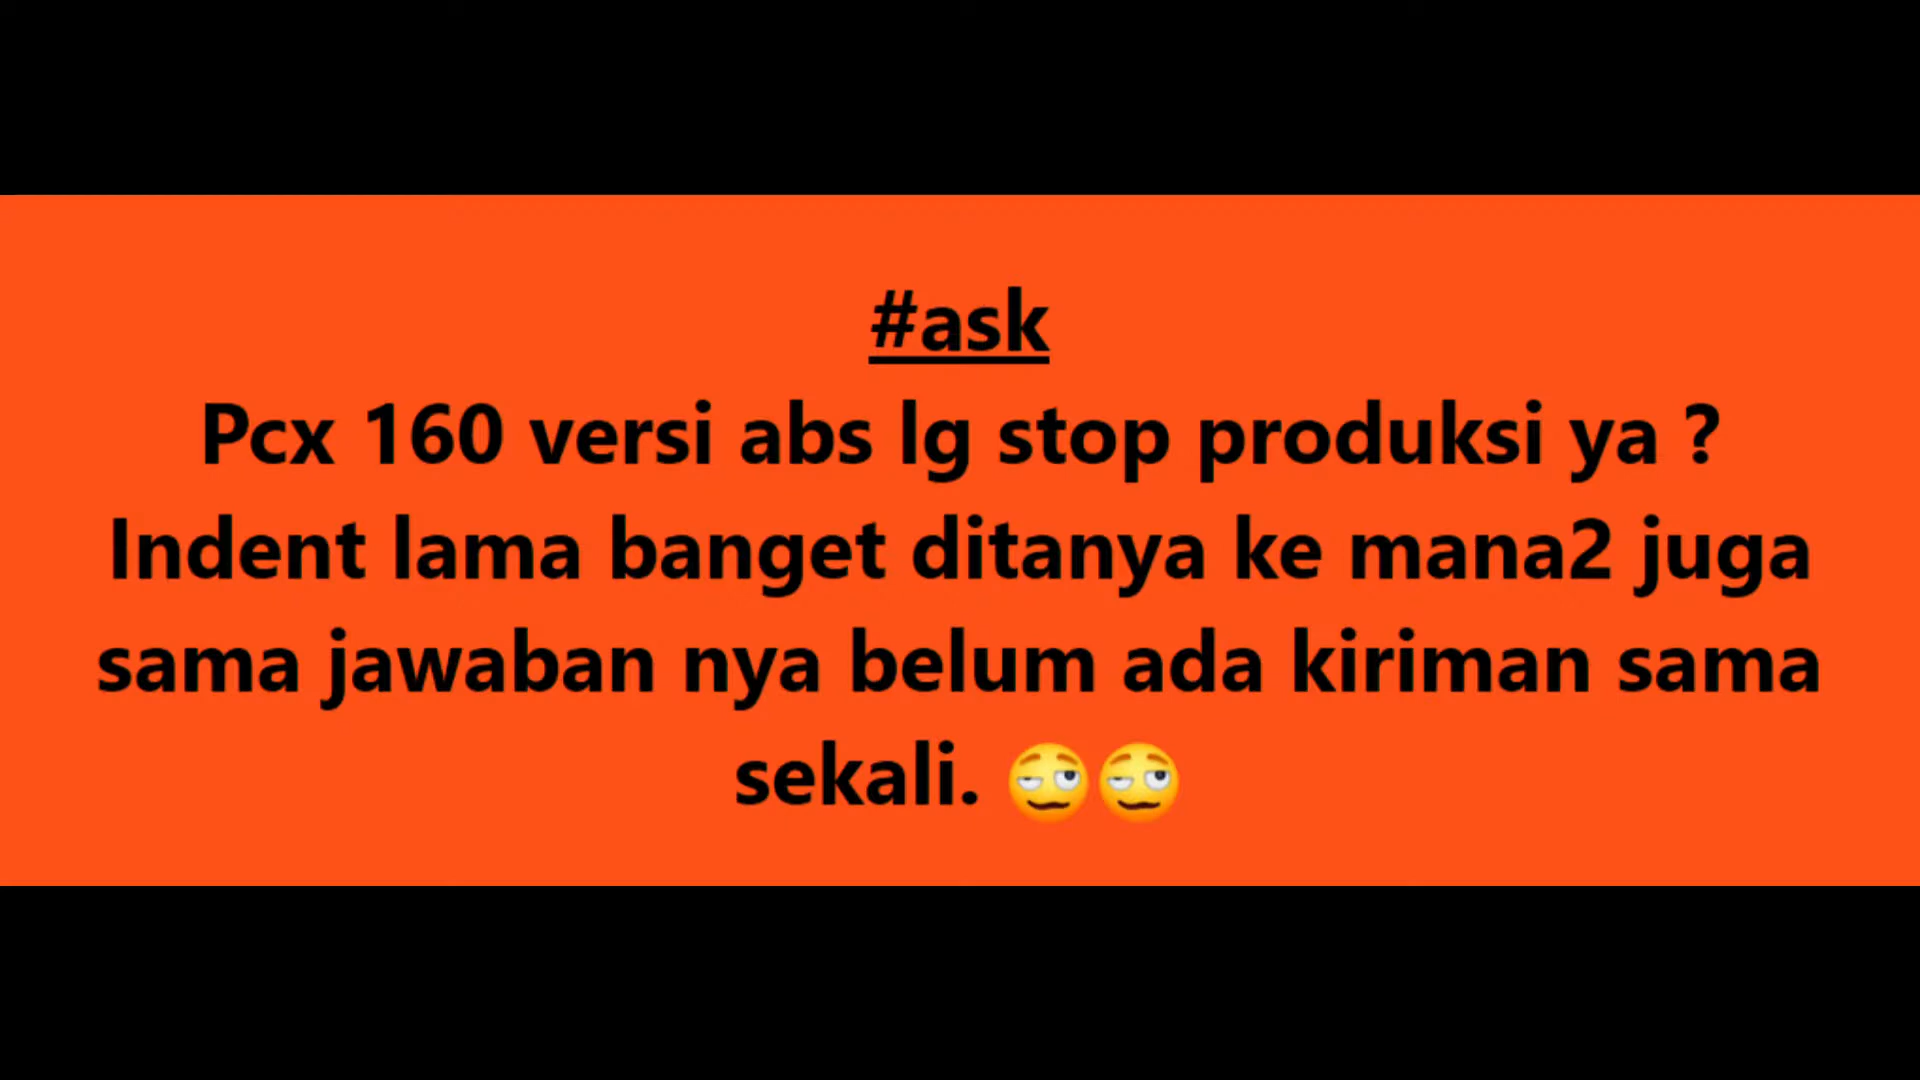 #ask
Pcx 160 versi abs lg stop produksi ya ?
Indent lama banget ditanya ke mana2 juga
sama jawaban nya belum ada kiriman sama
sekali. 🥴🥴